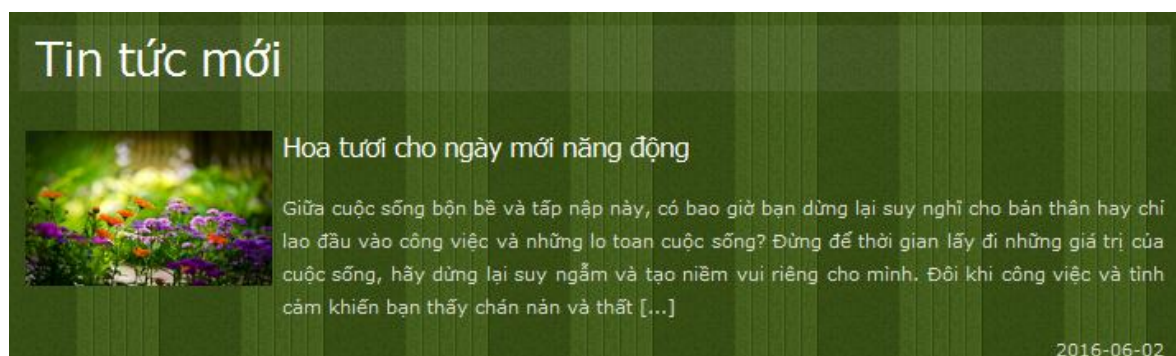 Tin tức mới
Hoa tươi cho ngày mới năng động
Giữa cuộc sống bộn bề và tấp nập này, có bao giờ bạn dừng lại suy nghĩ cho bản thân hay chỉ
lao đầu vào công việc và những lo toan cuộc sống? Đừng để thời gian lấy đi những giá trị của
cuộc sống, hãy dừng lại suy ngẫm và tạo niềm vui riêng cho mình. Đôi khi công việc và tình
cảm khiến bạn thấy chán nản và thất [...]
2016-06-02